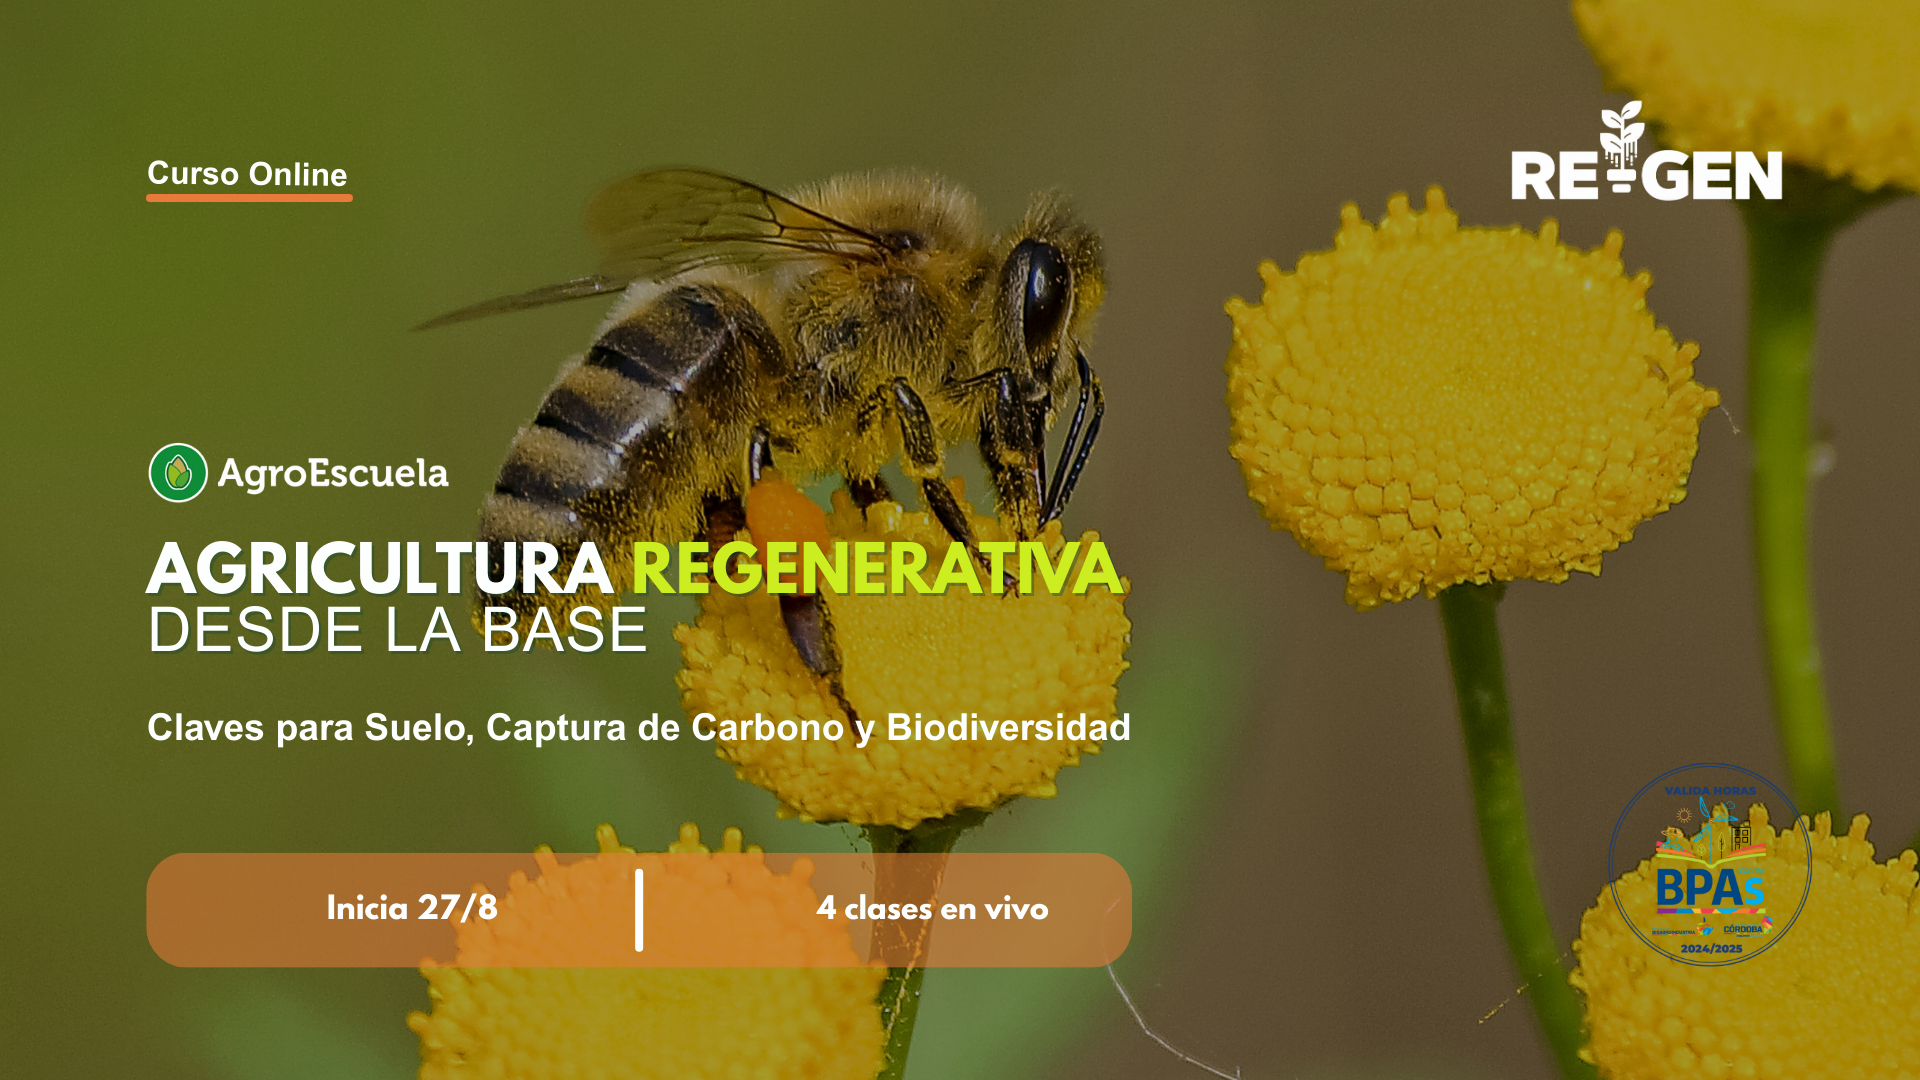 Curso Online
RE-GEN
AgroEscuela
AGRICULTURA REGENERATIVA
DESDE LA BASE
Claves para Suelo, Captura de Carbono y Biodiversidad
Inicia 27/8
4 clases en vivo
VALIDA HORAS
BPAs
CÓRDOBA
2024/2025